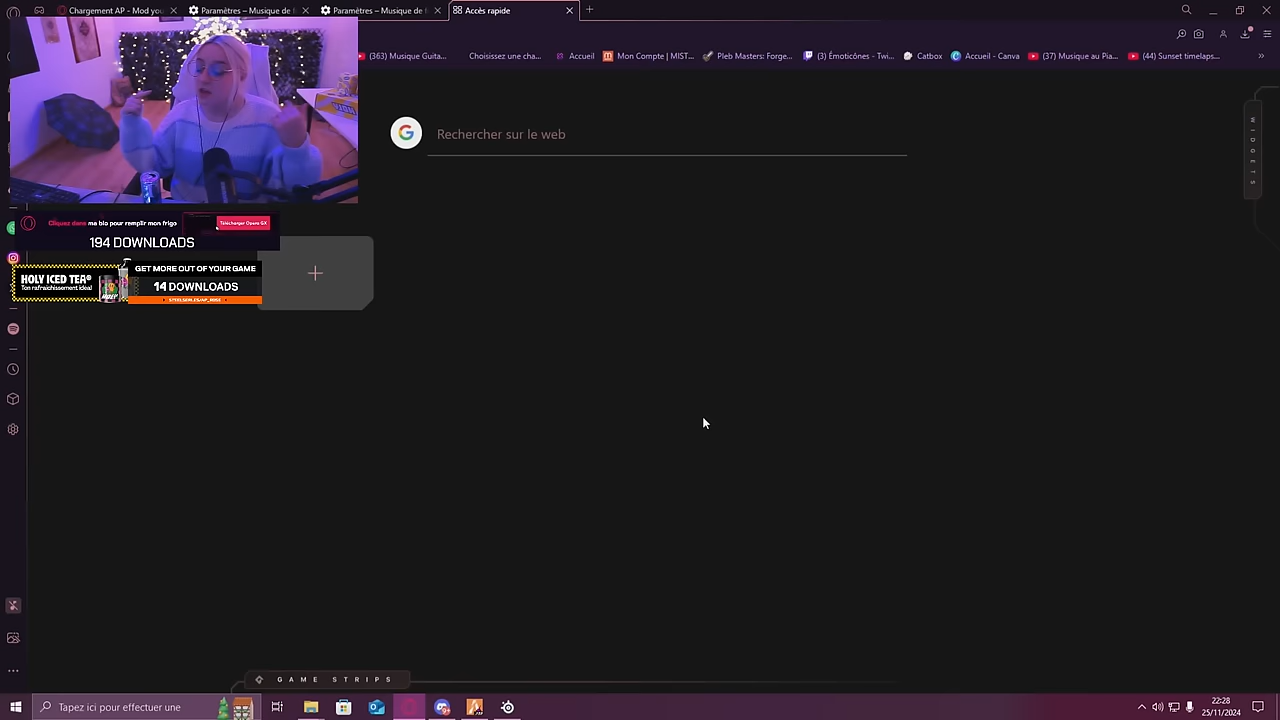 Chargement AP - Mod you
Paramètres – Musique de f
Paramètres – Musique de f
Accès rapide
(363) Musique Guita...
Choisissez une cha...
Accueil
Mon Compte | MIST...
Pleb Masters: Forge...
(3) Émoticônes - Twi...
Catbox
Accueil - Canva
(37) Musique au Pia...
(44) Sunset timelaps...
Rechercher sur le web
WIDGETS
Cliquez dans ma bio pour remplir mon frigo
Télécharger Opera GX
194 DOWNLOADS
HOLY ICED TEA®
Ton rafraichissement ideal
GET MORE OUT OF YOUR GAME
14 DOWNLOADS
GAME STRIPS
Tapez ici pour effectuer une
22:28
25/11/2024